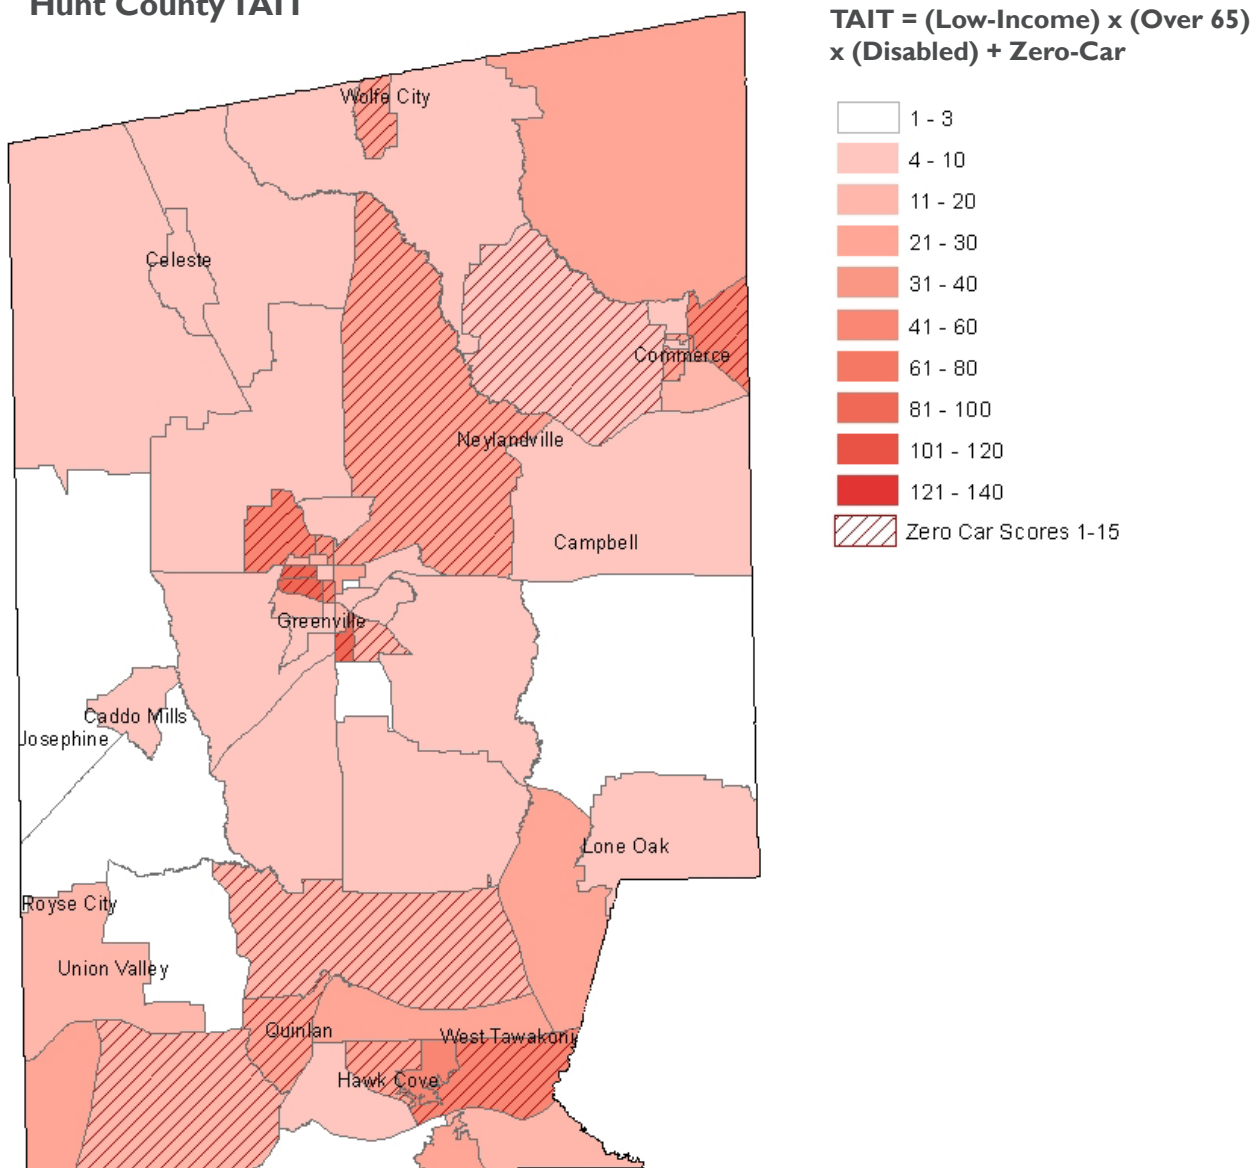 Hunt County TAIT
TAIT = (Low-Income) x (Over 65)
x (Disabled) + Zero-Car
1 - 3
4 - 10
11 - 20
21 - 30
31 - 40
41 - 60
61 - 80
81 - 100
101 - 120
121 - 140
Zero Car Scores 1-15
Wolfe City
Celeste
Commerce
Neylandville
Campbell
Greenville
Caddo Mills
Josephine
Lone Oak
Royse City
Union Valley
Quinlan
West Tawakoni
Hawk Cove